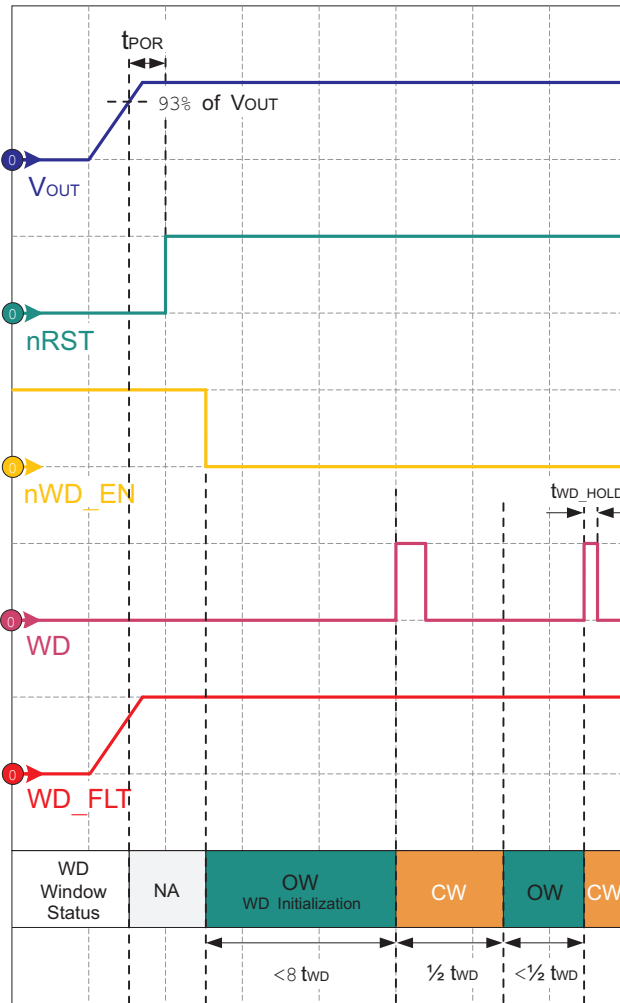 tPOR
93% of VOUT
0
VOUT
0
nRST
0
nWD_EN
tWD_HOLD
0
WD
0
WD_FLT
WD
Window
Status
NA
OW
WD Initialization
CW
OW
CW
<8 tWD
½ tWD
<½ tWD